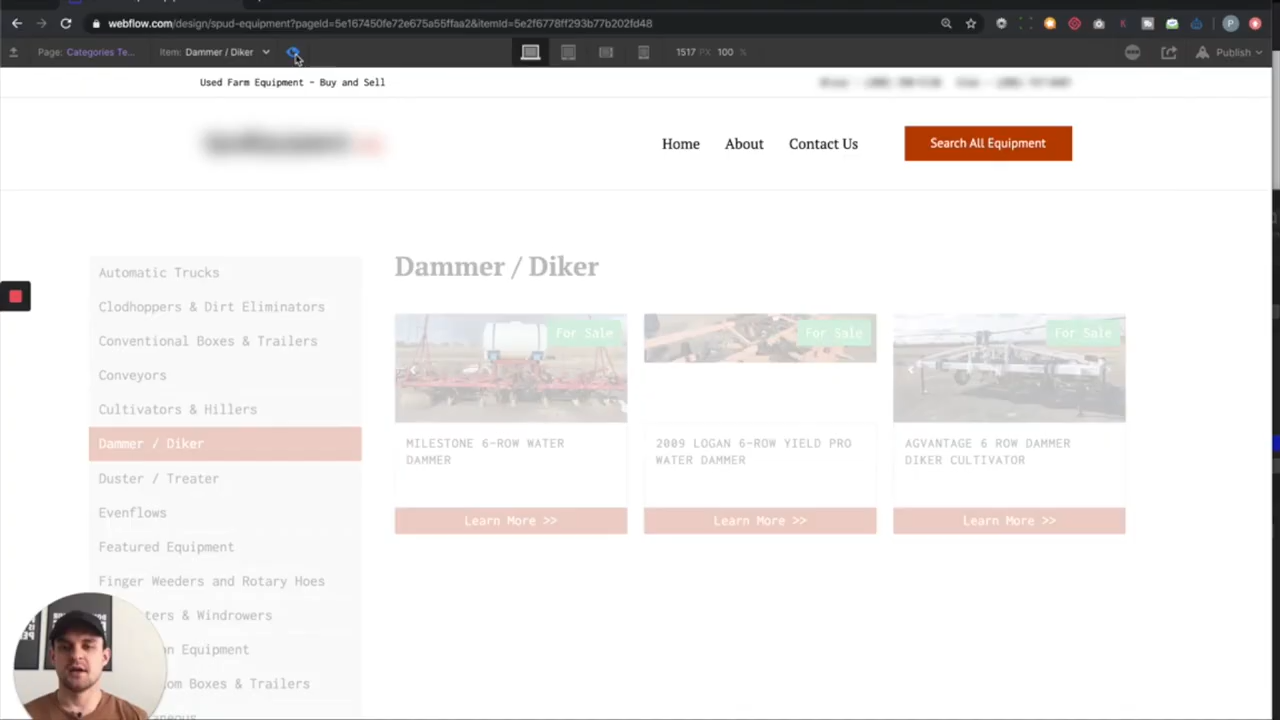 webflow.com/design/spud-equipment?pageId=5e167450fe72e675a55ffaa2&itemId=5e2f6778ff293b77b202fd48
Page: Categories Te... Item: Dammer / Diker 1517 PX 100 % Publish
Used Farm Equipment - Buy and Sell
Home About Contact Us Search All Equipment
Automatic Trucks
Clodhoppers & Dirt Eliminators
Conventional Boxes & Trailers
Conveyors
Cultivators & Hillers
Dammer / Diker
Duster / Treater
Evenflows
Featured Equipment
Finger Weeders and Rotary Hoes
& Windrowers
Equipment
Boxes & Trailers
Dammer / Diker
For Sale
MILESTONE 6-ROW WATER
DAMMER
Learn More >>
For Sale
2009 LOGAN 6-ROW YIELD PRO
WATER DAMMER
Learn More >>
For Sale
AGVANTAGE 6 ROW DAMMER
DIKER CULTIVATOR
Learn More >>